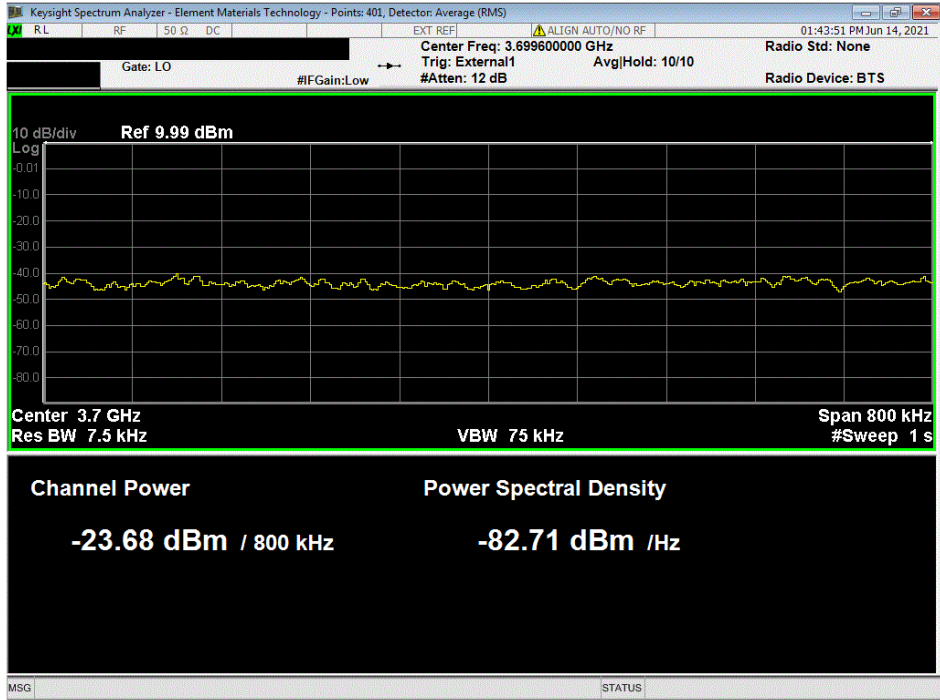 Keysight Spectrum Analyzer - Element Materials Technology - Points: 401, Detector: Average (RMS)
LXI RL RF 50 Ω DC EXT REF ALIGN AUTO/NO RF 01:43:51 PM Jun 14, 2021
Center Freq: 3.699600000 GHz Radio Std: None
Gate: LO Trig: External1 Avg|Hold: 10/10
#IFGain:Low #Atten: 12 dB Radio Device: BTS
10 dB/div Ref 9.99 dBm
Log
-0.01
-10.0
-20.0
-30.0
-40.0
-50.0
-60.0
-70.0
-80.0
Center 3.7 GHz Span 800 kHz
Res BW 7.5 kHz VBW 75 kHz #Sweep 1 s
Channel Power Power Spectral Density
-23.68 dBm / 800 kHz -82.71 dBm /Hz
MSG STATUS